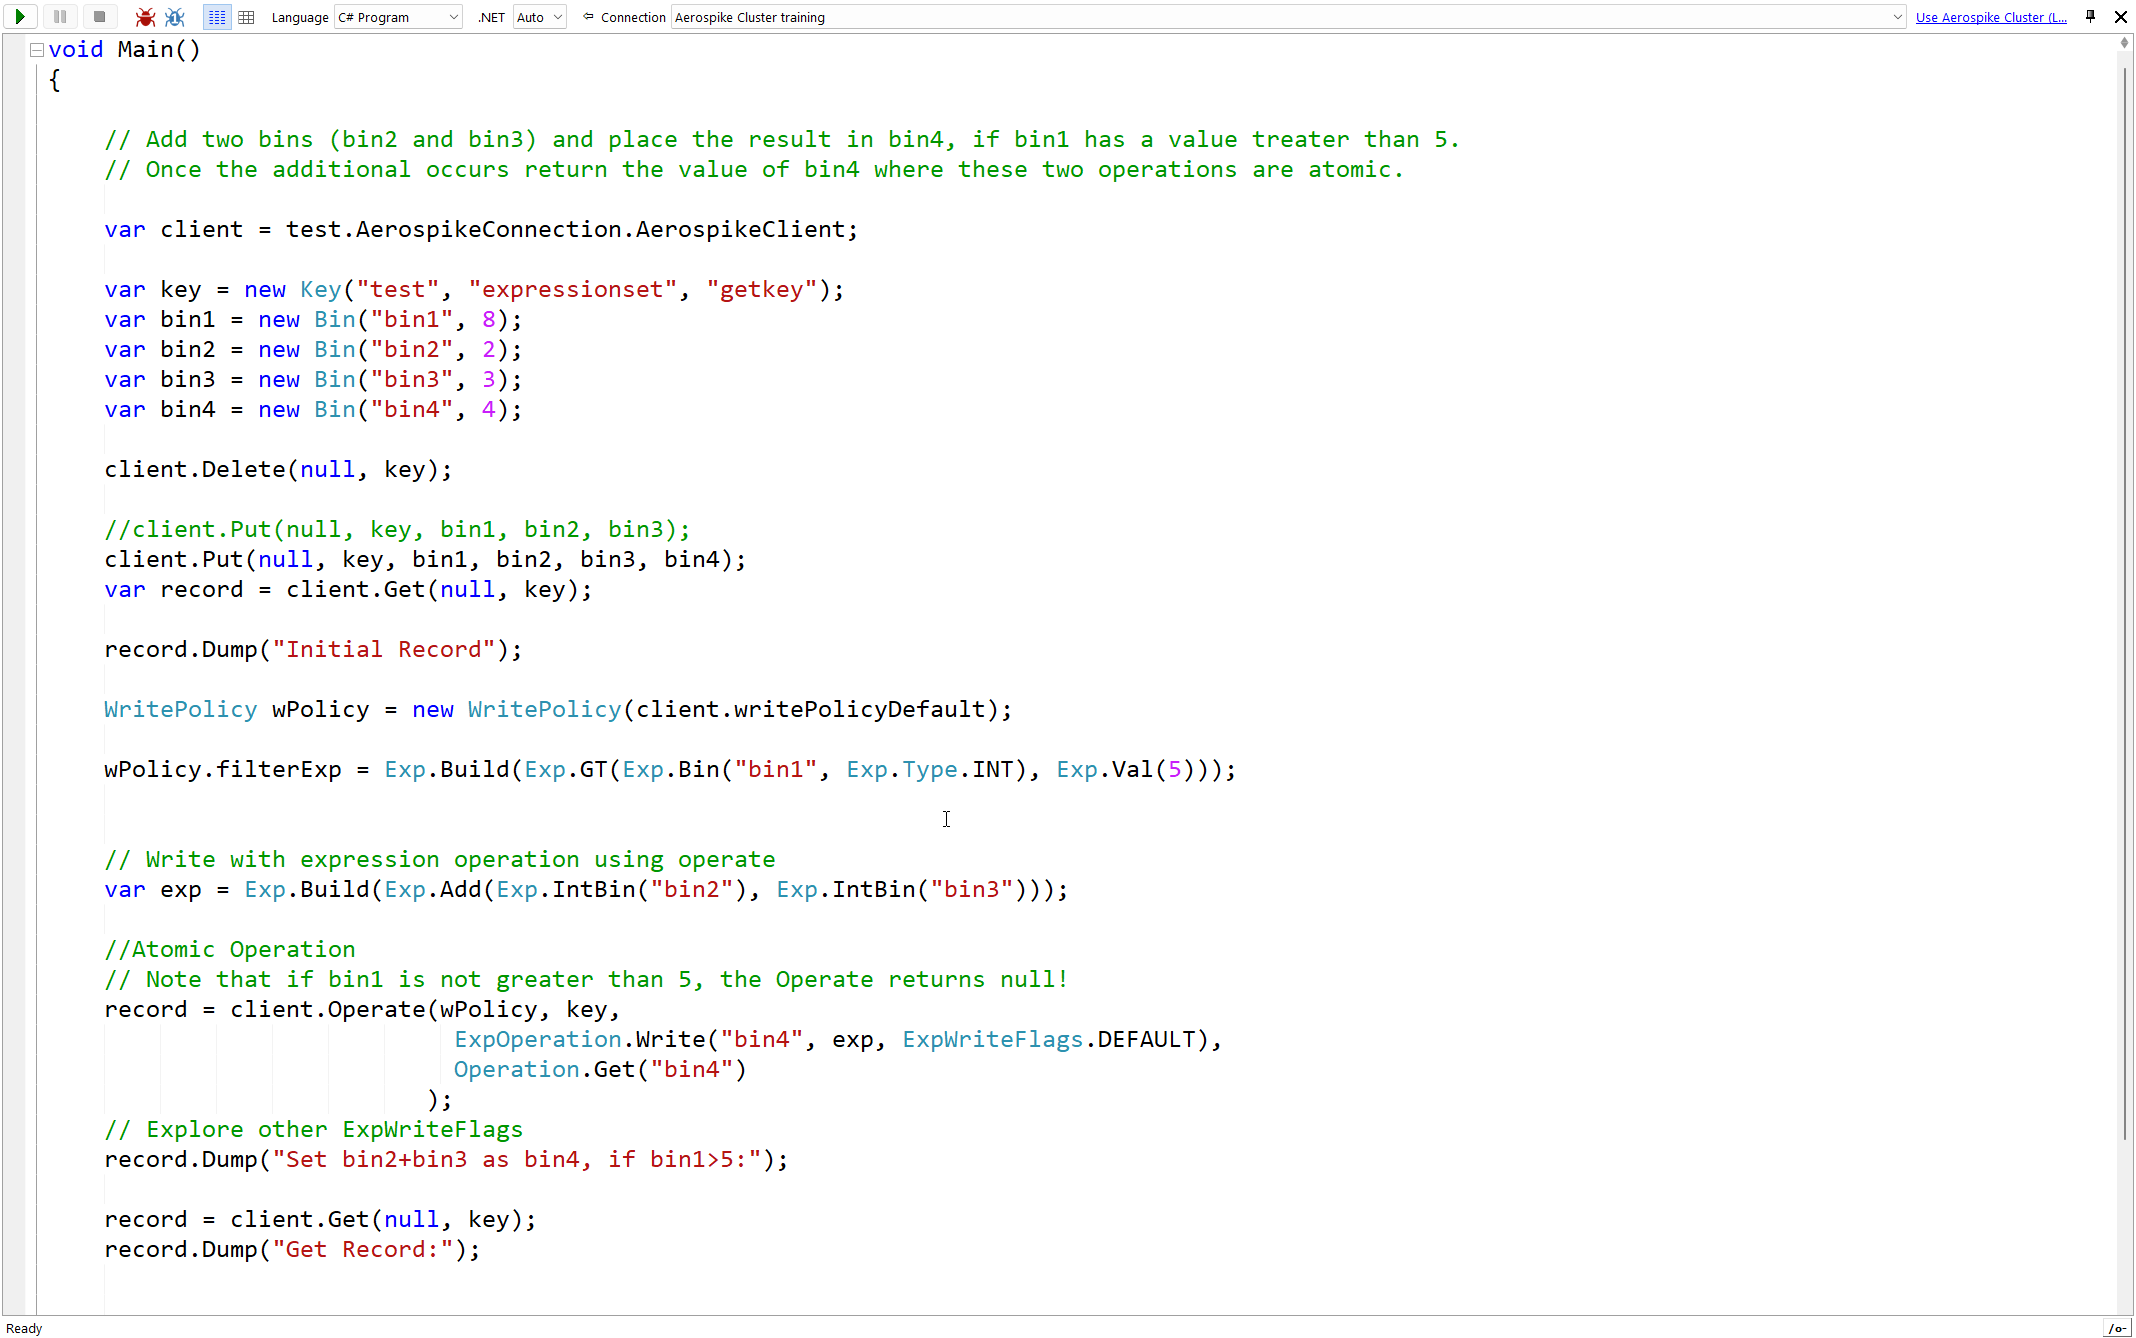 Language C# Program .NET Auto Connection Aerospike Cluster training Use Aerospike Cluster (L...
void Main()
{
// Add two bins (bin2 and bin3) and place the result in bin4, if bin1 has a value treater than 5.
// Once the additional occurs return the value of bin4 where these two operations are atomic.
var client = test.AerospikeConnection.AerospikeClient;
var key = new Key("test", "expressionset", "getkey");
var bin1 = new Bin("bin1", 8);
var bin2 = new Bin("bin2", 2);
var bin3 = new Bin("bin3", 3);
var bin4 = new Bin("bin4", 4);
client.Delete(null, key);
//client.Put(null, key, bin1, bin2, bin3);
client.Put(null, key, bin1, bin2, bin3, bin4);
var record = client.Get(null, key);
record.Dump("Initial Record");
WritePolicy wPolicy = new WritePolicy(client.writePolicyDefault);
wPolicy.filterExp = Exp.Build(Exp.GT(Exp.Bin("bin1", Exp.Type.INT), Exp.Val(5)));
// Write with expression operation using operate
var exp = Exp.Build(Exp.Add(Exp.IntBin("bin2"), Exp.IntBin("bin3")));
//Atomic Operation
// Note that if bin1 is not greater than 5, the Operate returns null!
record = client.Operate(wPolicy, key,
ExpOperation.Write("bin4", exp, ExpWriteFlags.DEFAULT),
Operation.Get("bin4")
);
// Explore other ExpWriteFlags
record.Dump("Set bin2+bin3 as bin4, if bin1>5:");
record = client.Get(null, key);
record.Dump("Get Record:");
Ready /o-